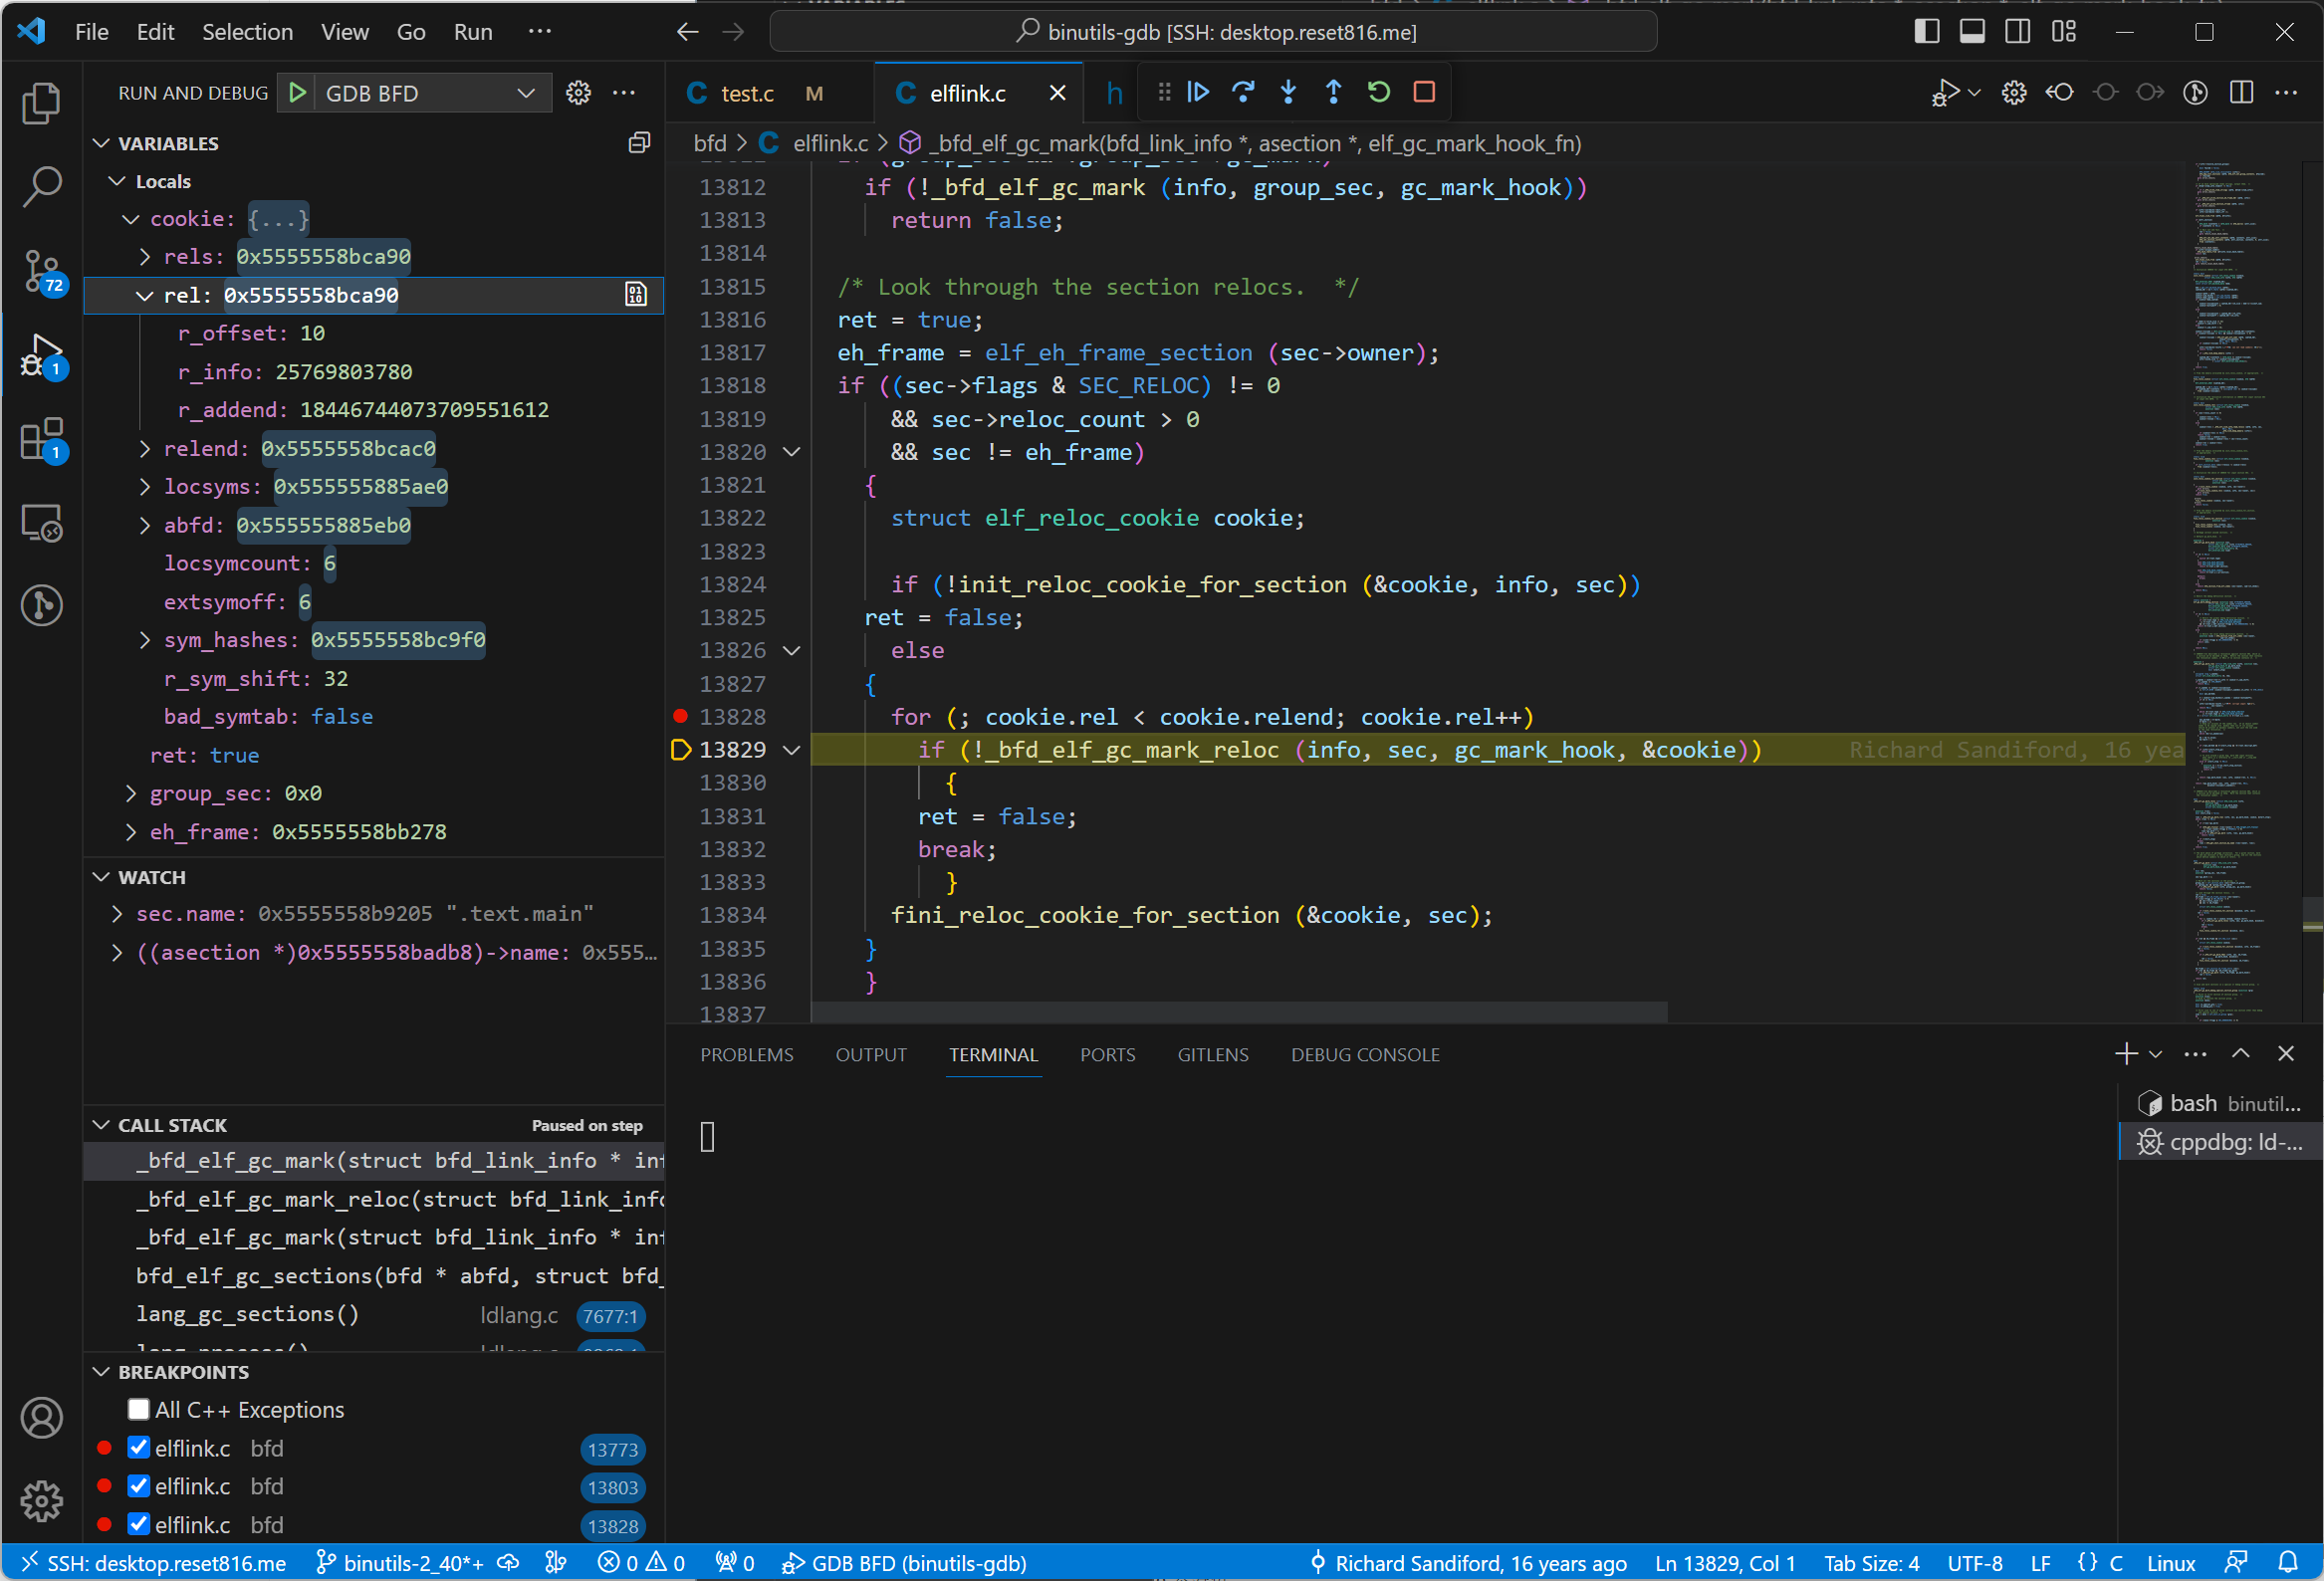 File Edit Selection View Go Run ···
binutils-gdb [SSH: desktop.reset816.me]
RUN AND DEBUG GDB BFD
VARIABLES
Locals
cookie: {...}
rels: 0x5555558bca90
rel: 0x5555558bca90
r_offset: 10
r_info: 25769803780
r_addend: 18446744073709551612
relend: 0x5555558bcac0
locsyms: 0x555555885ae0
abfd: 0x555555885eb0
locsymcount: 6
extsymoff: 6
sym_hashes: 0x5555558bc9f0
r_sym_shift: 32
bad_symtab: false
ret: true
group_sec: 0x0
eh_frame: 0x5555558bb278
72
1
1
WATCH
sec.name: 0x5555558b9205 ".text.main"
((asection *)0x5555558badb8)->name: 0x555…
CALL STACK Paused on step
_bfd_elf_gc_mark(struct bfd_link_info * inf
_bfd_elf_gc_mark_reloc(struct bfd_link_info
_bfd_elf_gc_mark(struct bfd_link_info * inf
bfd_elf_gc_sections(bfd * abfd, struct bfd_
lang_gc_sections() ldlang.c 7677:1
BREAKPOINTS
All C++ Exceptions
elflink.c bfd 13773
elflink.c bfd 13803
elflink.c bfd 13828
test.c M
elflink.c
h
bfd > elflink.c > _bfd_elf_gc_mark(bfd_link_info *, asection *, elf_gc_mark_hook_fn)
13812 if (!_bfd_elf_gc_mark (info, group_sec, gc_mark_hook))
13813 return false;
13814
13815 /* Look through the section relocs.  */
13816 ret = true;
13817 eh_frame = elf_eh_frame_section (sec->owner);
13818 if ((sec->flags & SEC_RELOC) != 0
13819 && sec->reloc_count > 0
13820 && sec != eh_frame)
13821 {
13822 struct elf_reloc_cookie cookie;
13823
13824 if (!init_reloc_cookie_for_section (&cookie, info, sec))
13825 ret = false;
13826 else
13827 {
13828 for (; cookie.rel < cookie.relend; cookie.rel++)
13829 if (!_bfd_elf_gc_mark_reloc (info, sec, gc_mark_hook, &cookie)) Richard Sandiford, 16 yea
13830 {
13831 ret = false;
13832 break;
13833 }
13834 fini_reloc_cookie_for_section (&cookie, sec);
13835 }
13836 }
13837
PROBLEMS OUTPUT TERMINAL PORTS GITLENS DEBUG CONSOLE
bash binutil...
cppdbg: ld-...
SSH: desktop.reset816.me binutils-2_40*+ 0 0 0 GDB BFD (binutils-gdb) Richard Sandiford, 16 years ago Ln 13829, Col 1 Tab Size: 4 UTF-8 LF {} C Linux